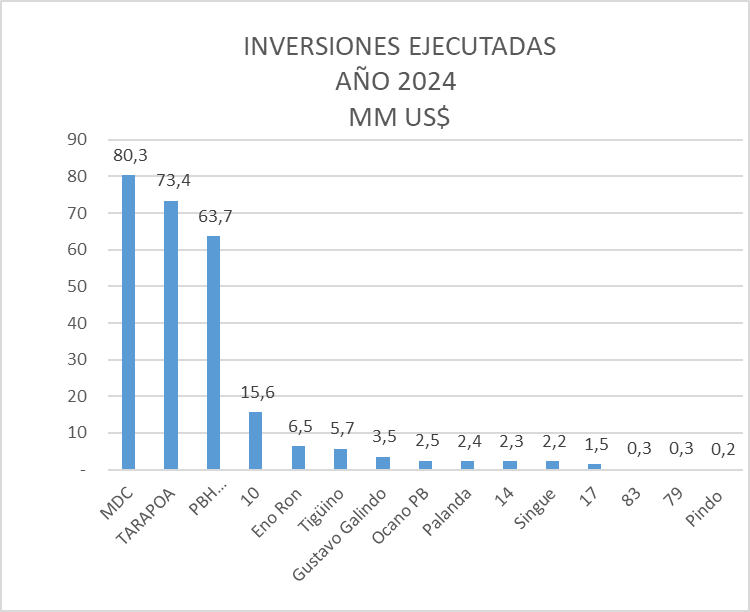 INVERSIONES EJECUTADAS
AÑO 2024
MM US$
90
80
70
60
50
40
30
20
10
-
80,3
73,4
63,7
15,6
6,5
5,7
3,5
2,5
2,4
2,3
2,2
1,5
0,3
0,3
0,2
MDC
TARAPOA
PBH...
10
Eno Ron
Tigüino
Gustavo Galindo
Ocano PB
Palanda
14
Singue
17
83
79
Pindo